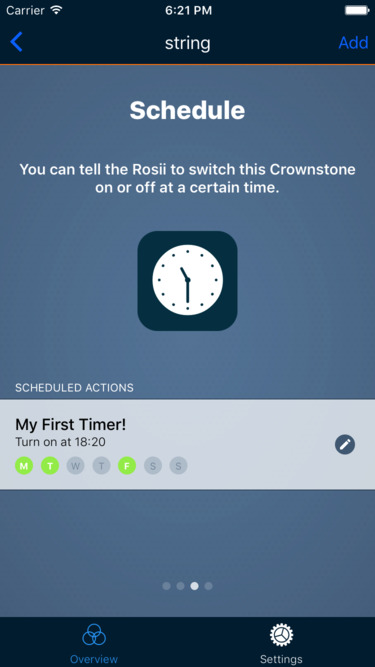 Carrier 6:21 PM
string Add
Schedule
You can tell the Rosii to switch this Crownstone
on or off at a certain time.
SCHEDULED ACTIONS
My First Timer!
Turn on at 18:20
M T W T F S S
Overview Settings